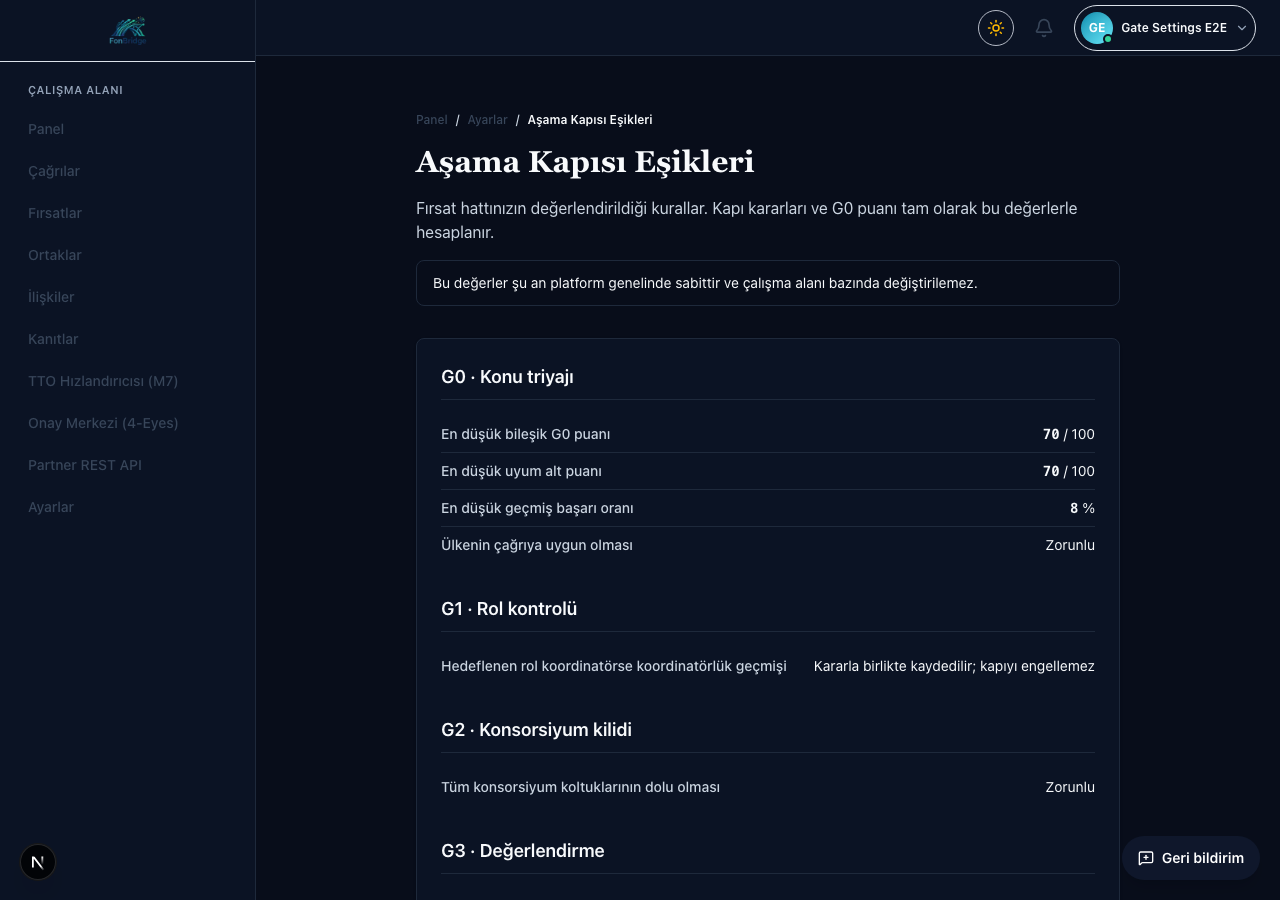 FonBridge
GE
Gate Settings E2E
ÇALIŞMA ALANI
Panel
Çağrılar
Fırsatlar
Ortaklar
İlişkiler
Kanıtlar
TTO Hızlandırıcısı (M7)
Onay Merkezi (4-Eyes)
Partner REST API
Ayarlar
Panel / Ayarlar / Aşama Kapısı Eşikleri
Aşama Kapısı Eşikleri
Fırsat hattınızın değerlendirildiği kurallar. Kapı kararları ve G0 puanı tam olarak bu değerlerle
hesaplanır.
Bu değerler şu an platform genelinde sabittir ve çalışma alanı bazında değiştirilemez.
G0 · Konu triyajı
En düşük bileşik G0 puanı 70 / 100
En düşük uyum alt puanı 70 / 100
En düşük geçmiş başarı oranı 8 %
Ülkenin çağrıya uygun olması Zorunlu
G1 · Rol kontrolü
Hedeflenen rol koordinatörse koordinatörlük geçmişi Kararla birlikte kaydedilir; kapıyı engellemez
G2 · Konsorsiyum kilidi
Tüm konsorsiyum koltuklarının dolu olması Zorunlu
G3 · Değerlendirme
N
Geri bildirim